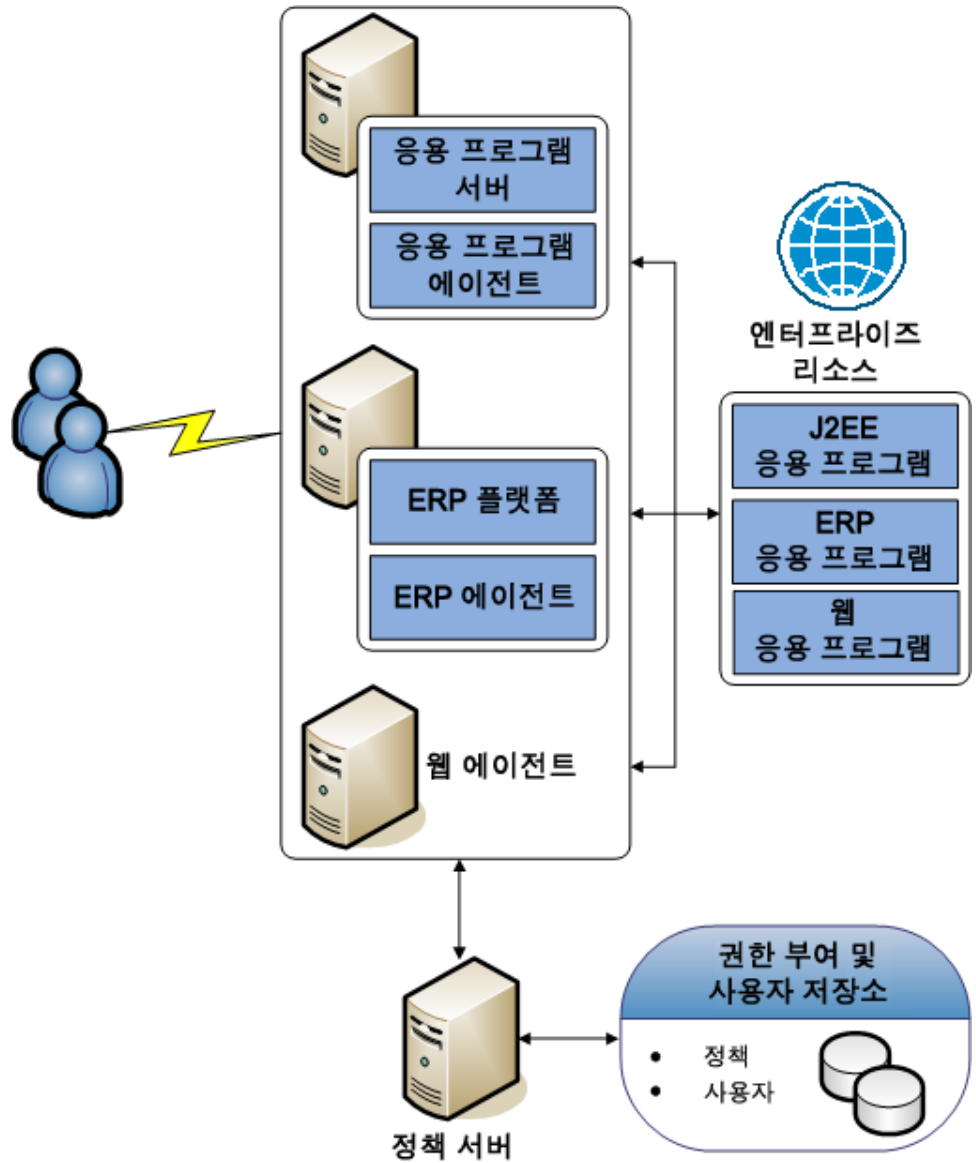 응용 프로그램
서버
응용 프로그램
에이전트
엔터프라이즈
리소스
J2EE
응용 프로그램
ERP
응용 프로그램
웹
응용 프로그램
ERP 플랫폼
ERP 에이전트
웹 에이전트
정책 서버
권한 부여 및
사용자 저장소
• 정책
• 사용자